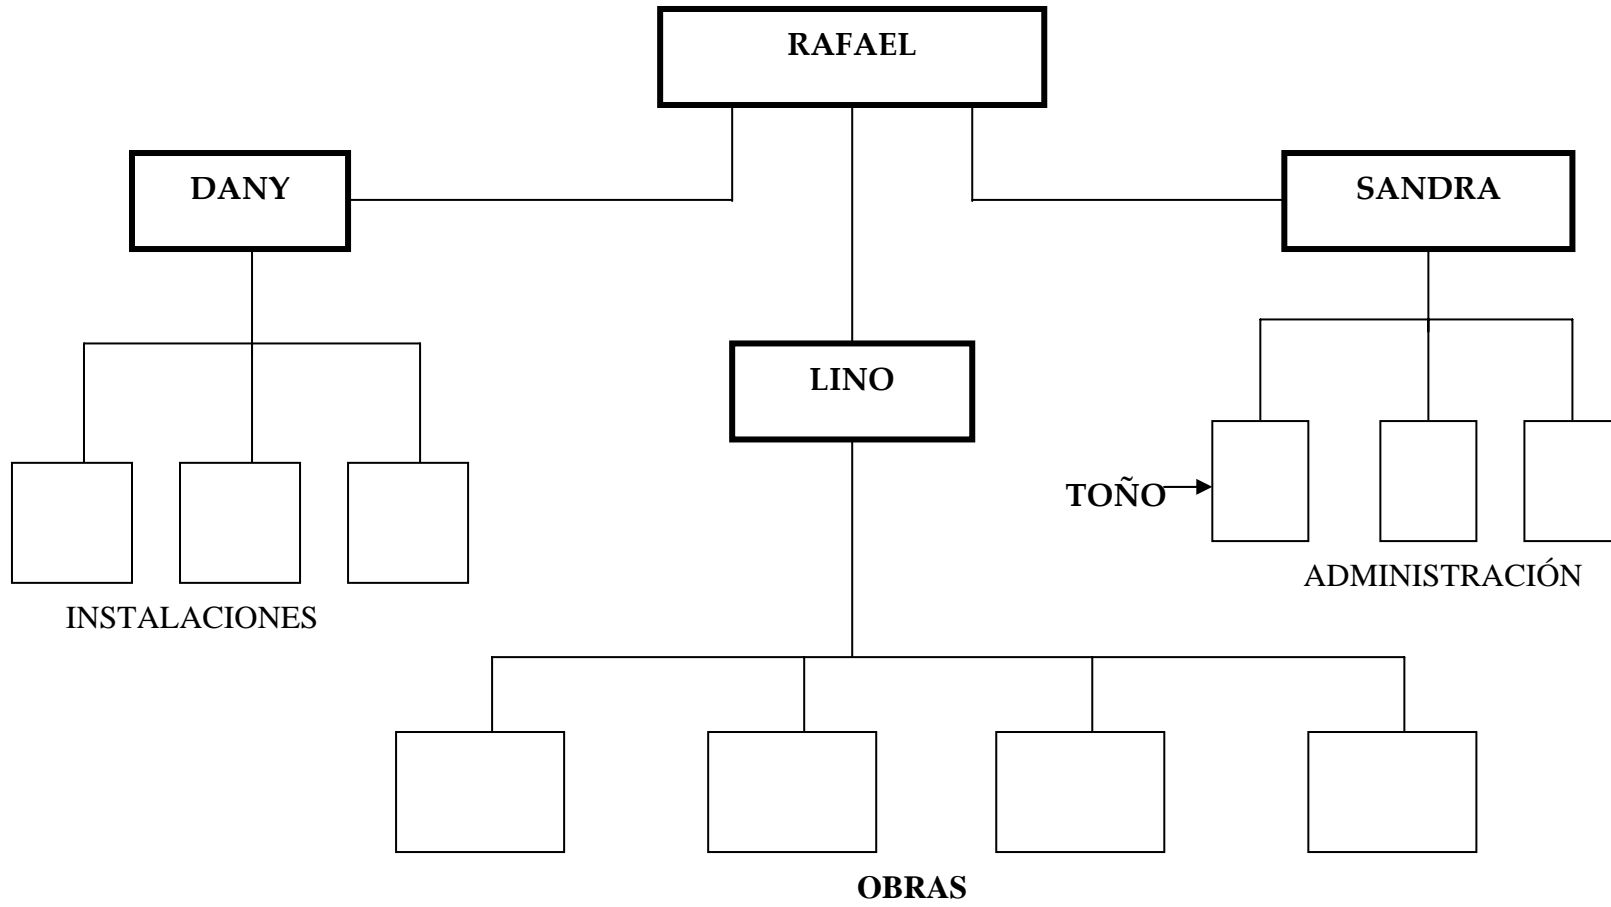 RAFAEL
DANY
SANDRA
LINO
TOÑO
ADMINISTRACIÓN
INSTALACIONES
OBRAS